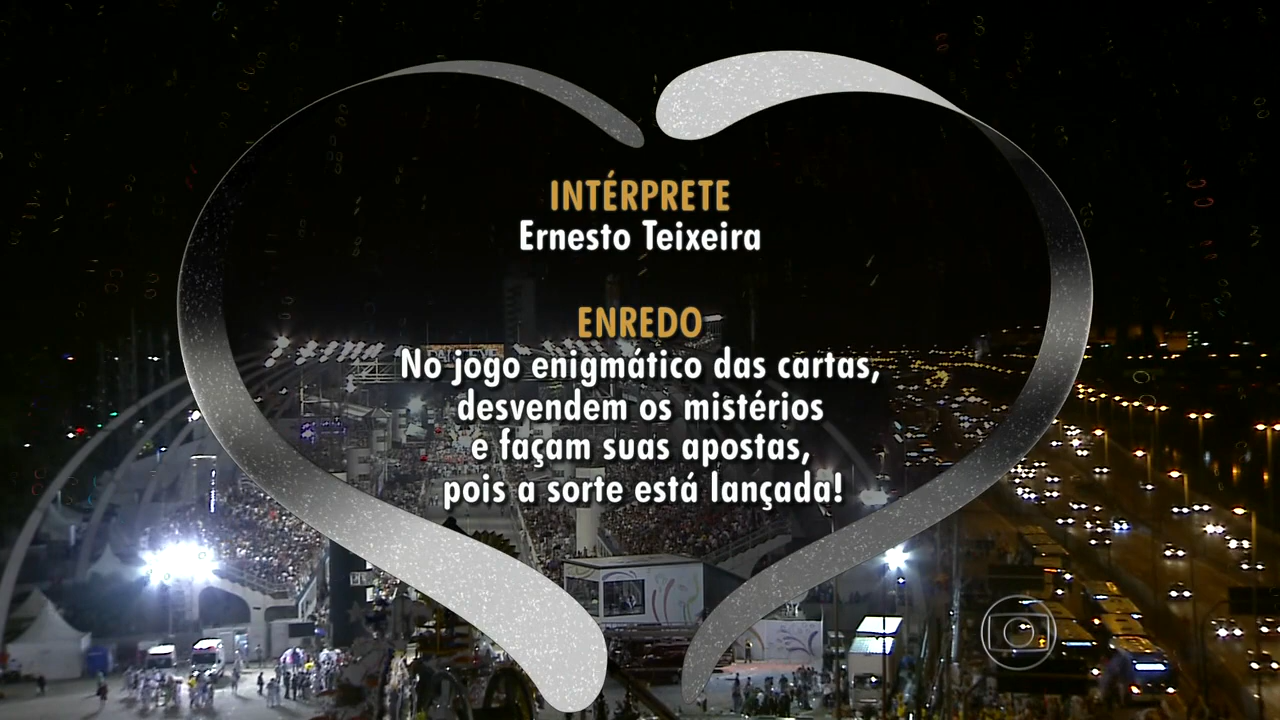 INTÉRPRETE
Ernesto Teixeira
ENREDO
No jogo enigmático das cartas,
desvendem os mistérios
e façam suas apostas,
pois a sorte está lançada!